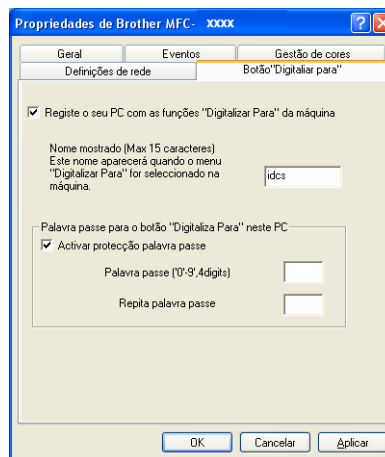 Propriedades de Brother MFC- xxxx
Geral Eventos Gestão de cores
Definições de rede Botão"Digitaliar para"
Registe o seu PC com as funções "Digitalizar Para" da máquina
Nome mostrado (Max 15 caracteres)
Este nome aparecerá quando o menu
"Digitalizar Para" for seleccionado na
máquina.
idcs
Palavra passe para o botão "Digitaliza Para" neste PC
Activar protecção palavra passe
Palavra passe ('0'-9',4digits)
Repita palavra passe
OK Cancelar Aplicar